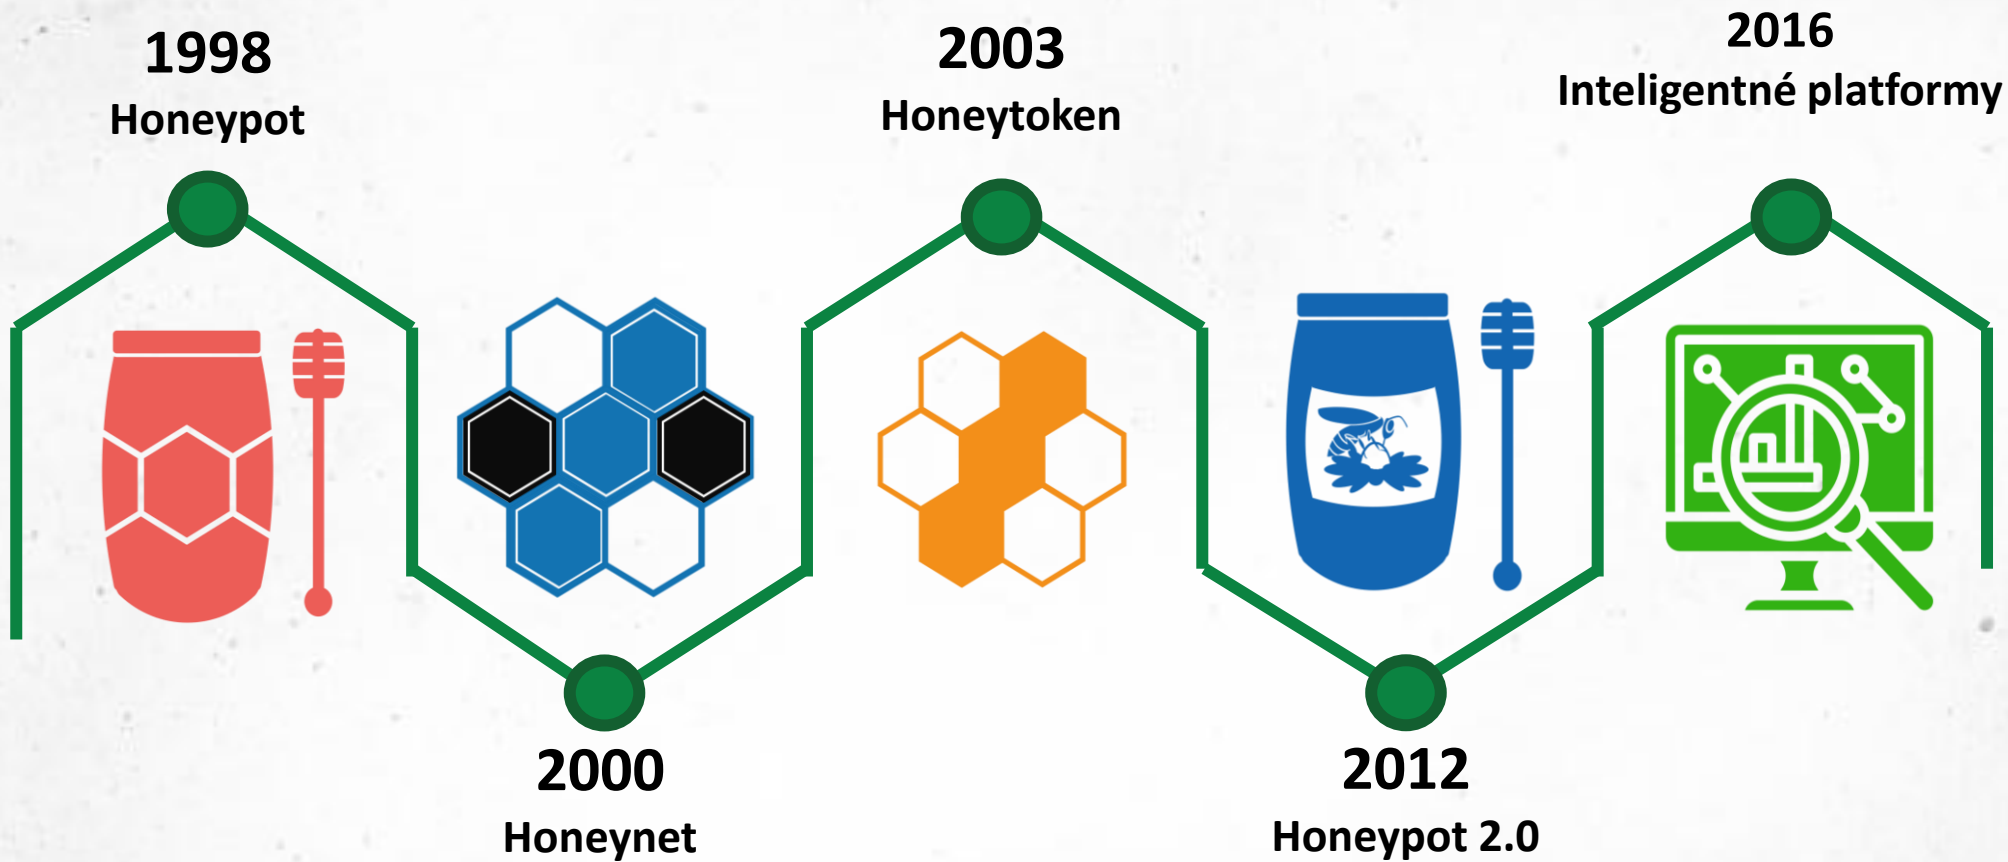 1998
Honeypot
2000
Honeynet
2003
Honeytoken
2012
Honeypot 2.0
2016
Inteligentné platformy